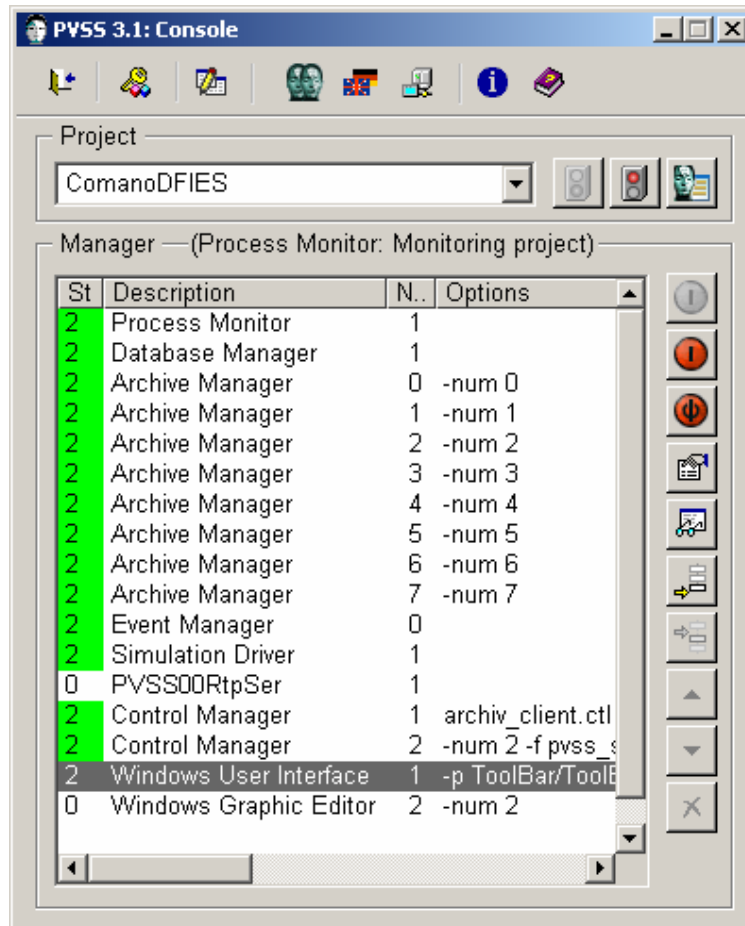 PVSS 3.1: Console
Project
ComanoDFIES
Manager (Process Monitor: Monitoring project)
St Description N.. Options
2 Process Monitor 1
2 Database Manager 1
2 Archive Manager 0 -num 0
2 Archive Manager 1 -num 1
2 Archive Manager 2 -num 2
2 Archive Manager 3 -num 3
2 Archive Manager 4 -num 4
2 Archive Manager 5 -num 5
2 Archive Manager 6 -num 6
2 Archive Manager 7 -num 7
2 Event Manager 0
2 Simulation Driver 1
0 PVSS00RtpSer 1
2 Control Manager 1 archiv_client.ctl
2 Control Manager 2 -num 2 -f pvss_s
2 Windows User Interface 1 -p ToolBar/ToolB
0 Windows Graphic Editor 2 -num 2